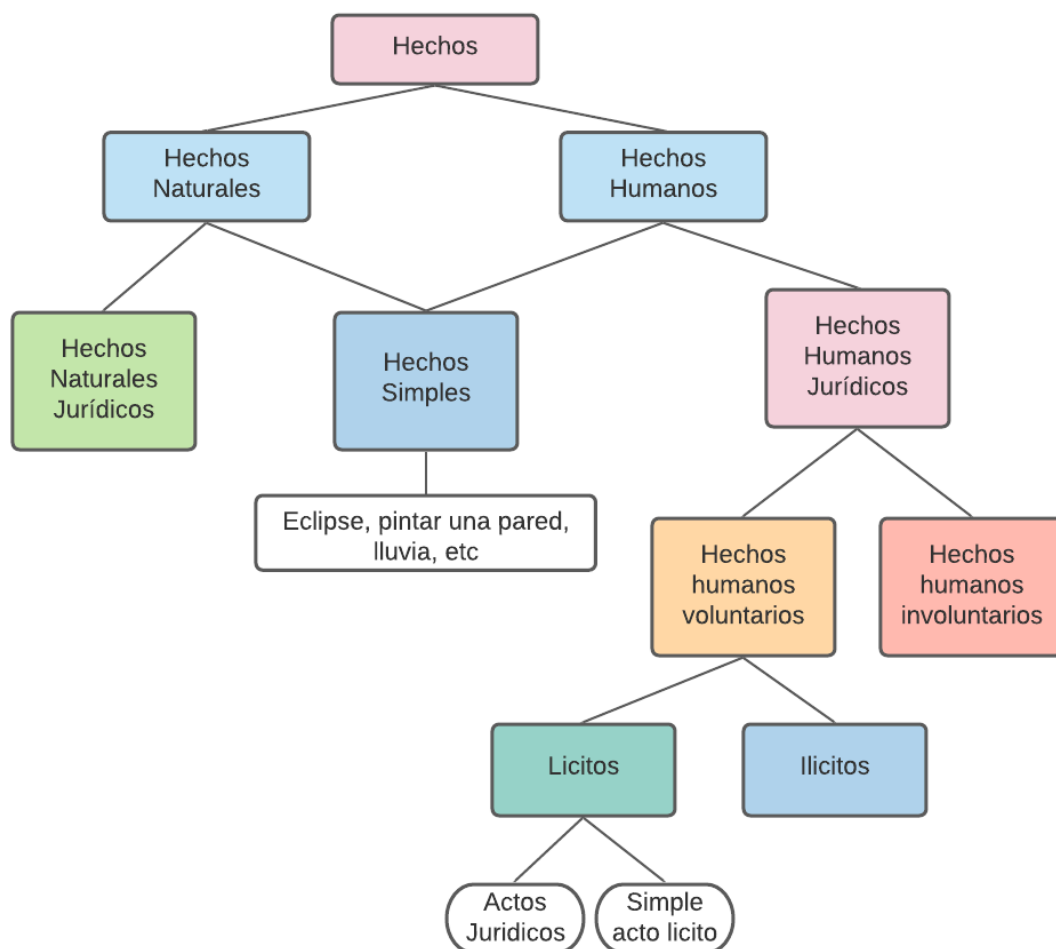 Hechos
Hechos
Naturales
Hechos
Humanos
Hechos
Naturales
Jurídicos
Hechos
Simples
Hechos
Humanos
Jurídicos
Eclipse, pintar una pared,
lluvia, etc
Hechos
humanos
voluntarios
Hechos
humanos
involuntarios
Licitos
Ilicitos
Actos
Juridicos
Simple
acto licito